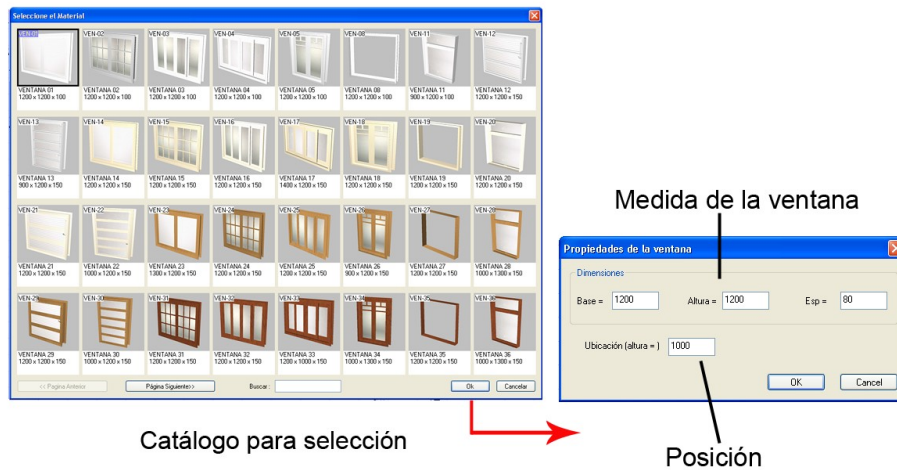 Seleccione el Material
VEN-01 VEN-02 VEN-03 VEN-04 VEN-05 VEN-08 VEN-11 VEN-12
VENTANA 01 VENTANA 02 VENTANA 03 VENTANA 04 VENTANA 05 VENTANA 08 VENTANA 11 VENTANA 12
1200 x 1200 x 100 1200 x 1200 x 100 1200 x 1200 x 100 1200 x 1200 x 100 1200 x 1200 x 100 1200 x 1200 x 100 900 x 1200 x 100 1200 x 1200 x 150
VEN-13 VEN-14 VEN-15 VEN-16 VEN-17 VEN-18 VEN-19 VEN-20
VENTANA 13 VENTANA 14 VENTANA 15 VENTANA 16 VENTANA 17 VENTANA 18 VENTANA 19 VENTANA 20
900 x 1200 x 150 1200 x 1200 x 150 1200 x 1200 x 150 1200 x 1200 x 150 1400 x 1200 x 150 1200 x 1200 x 150 1200 x 1200 x 150 1200 x 1200 x 150
VEN-21 VEN-22 VEN-23 VEN-24 VEN-25 VEN-26 VEN-27 VEN-28
VENTANA 21 VENTANA 22 VENTANA 23 VENTANA 24 VENTANA 25 VENTANA 26 VENTANA 27 VENTANA 28
1200 x 1200 x 150 1000 x 1200 x 150 1300 x 1200 x 150 1200 x 1200 x 150 1200 x 1200 x 150 900 x 1200 x 150 1200 x 1200 x 150 1000 x 1300 x 150
VEN-29 VEN-30 VEN-31 VEN-32 VEN-33 VEN-34 VEN-35 VEN-36
VENTANA 29 VENTANA 30 VENTANA 31 VENTANA 32 VENTANA 33 VENTANA 34 VENTANA 35 VENTANA 36
1200 x 1200 x 150 1000 x 1200 x 150 1200 x 1200 x 150 1200 x 1200 x 150 1200 x 1000 x 150 1000 x 1300 x 150 1200 x 1200 x 150 1000 x 1300 x 150
<< Pagina Anterior Página Siguiente>> Buscar : Ok Cancelar
Catálogo para selección
Medida de la ventana
Propiedades de la ventana
Dimensiones
Base = 1200 Altura = 1200 Esp = 80
Ubicación (altura = ) 1000
OK Cancel
Posición